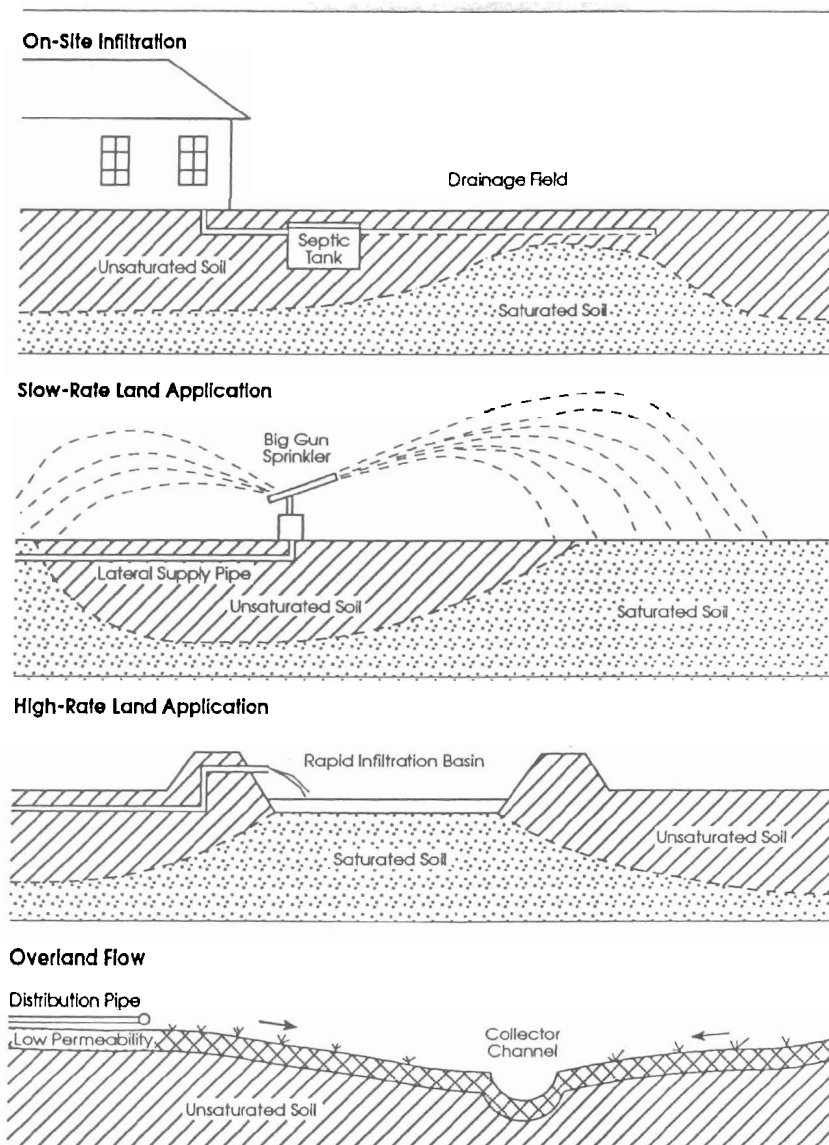 On-Site Infiltration
Drainage Field
Septic
Tank
Unsaturated Soil
Saturated Soil
Slow-Rate Land Application
Big Gun
Sprinkler
Lateral Supply Pipe
Unsaturated Soil
Saturated Soil
High-Rate Land Application
Rapid Infiltration Basin
Unsaturated Soil
Saturated Soil
Overland Flow
Distribution Pipe
Low Permeability
Collector
Channel
Unsaturated Soil